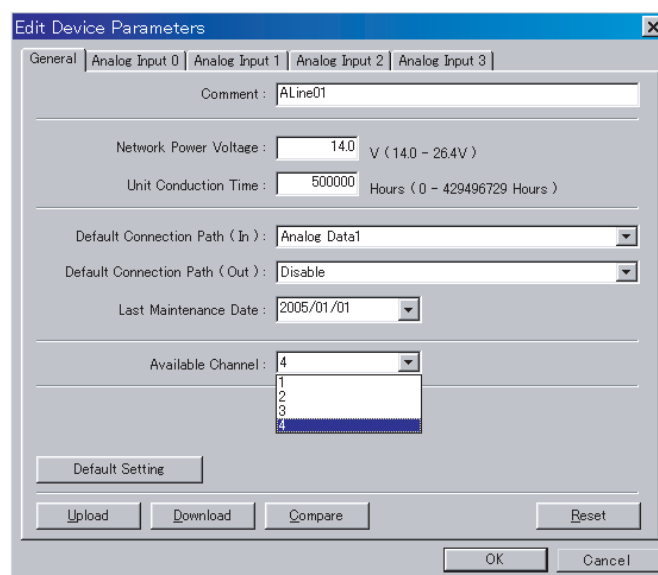 Edit Device Parameters
General Analog Input 0 Analog Input 1 Analog Input 2 Analog Input 3
Comment : ALine01
Network Power Voltage : 14.0 V ( 14.0 - 26.4V )
Unit Conduction Time : 500000 Hours ( 0 - 429496729 Hours )
Default Connection Path ( In ) : Analog Data1
Default Connection Path ( Out ) : Disable
Last Maintenance Date : 2005/01/01
Available Channel : 4
1
2
3
4
Default Setting
Upload Download Compare Reset
OK Cancel